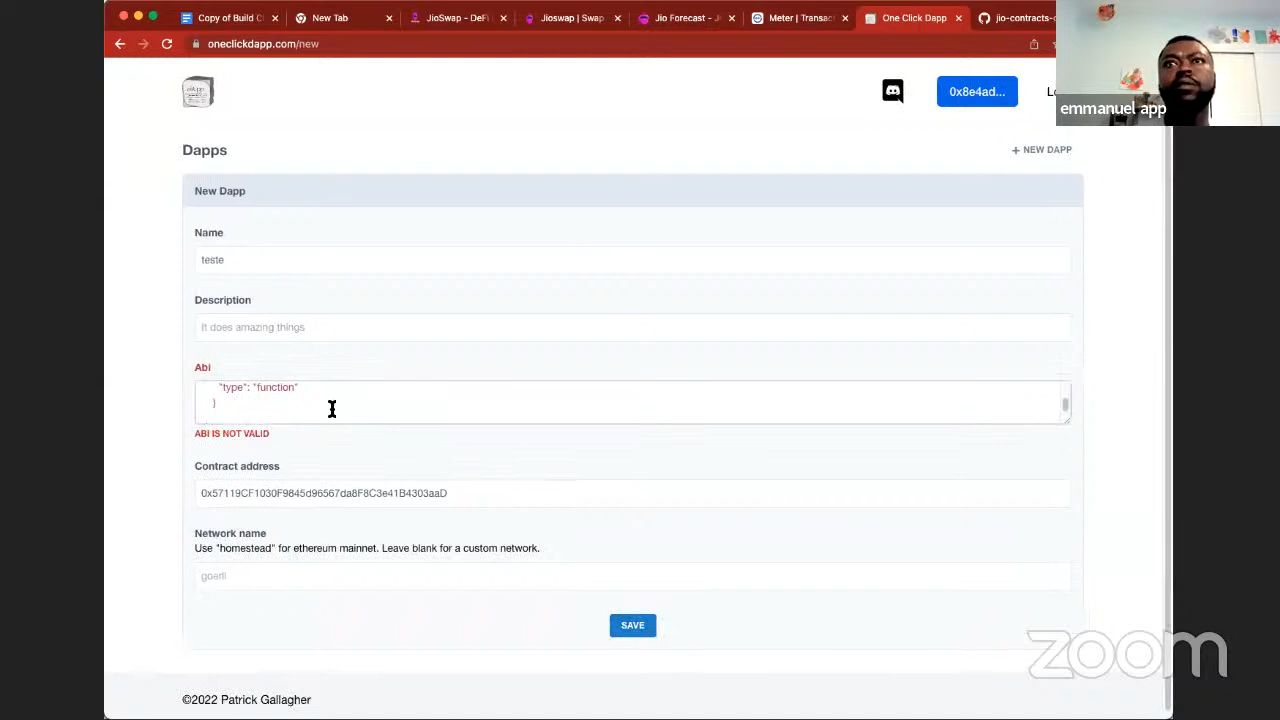 Copy of Build C
New Tab
JioSwap - DeFi
Jioswap | Swap
Jio Forecast - J
Meter | Transac
One Click Dapp
jio-contracts-c
oneclickdapp.com/new
0x8e4ad...
Lo
emmanuel app
Dapps
+ NEW DAPP
New Dapp
Name
teste
Description
It does amazing things
Abi
"type": "function"
}
ABI IS NOT VALID
Contract address
0x57119CF1030F9845d96567da8F8C3e41B4303aaD
Network name
Use "homestead" for ethereum mainnet. Leave blank for a custom network.
goerli
SAVE
zoom
©2022 Patrick Gallagher